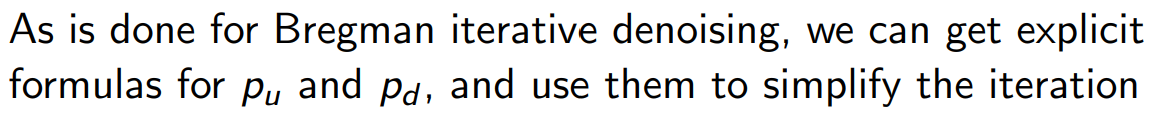 As is done for Bregman iterative denoising, we can get explicit
formulas for p_u and p_d, and use them to simplify the iteration